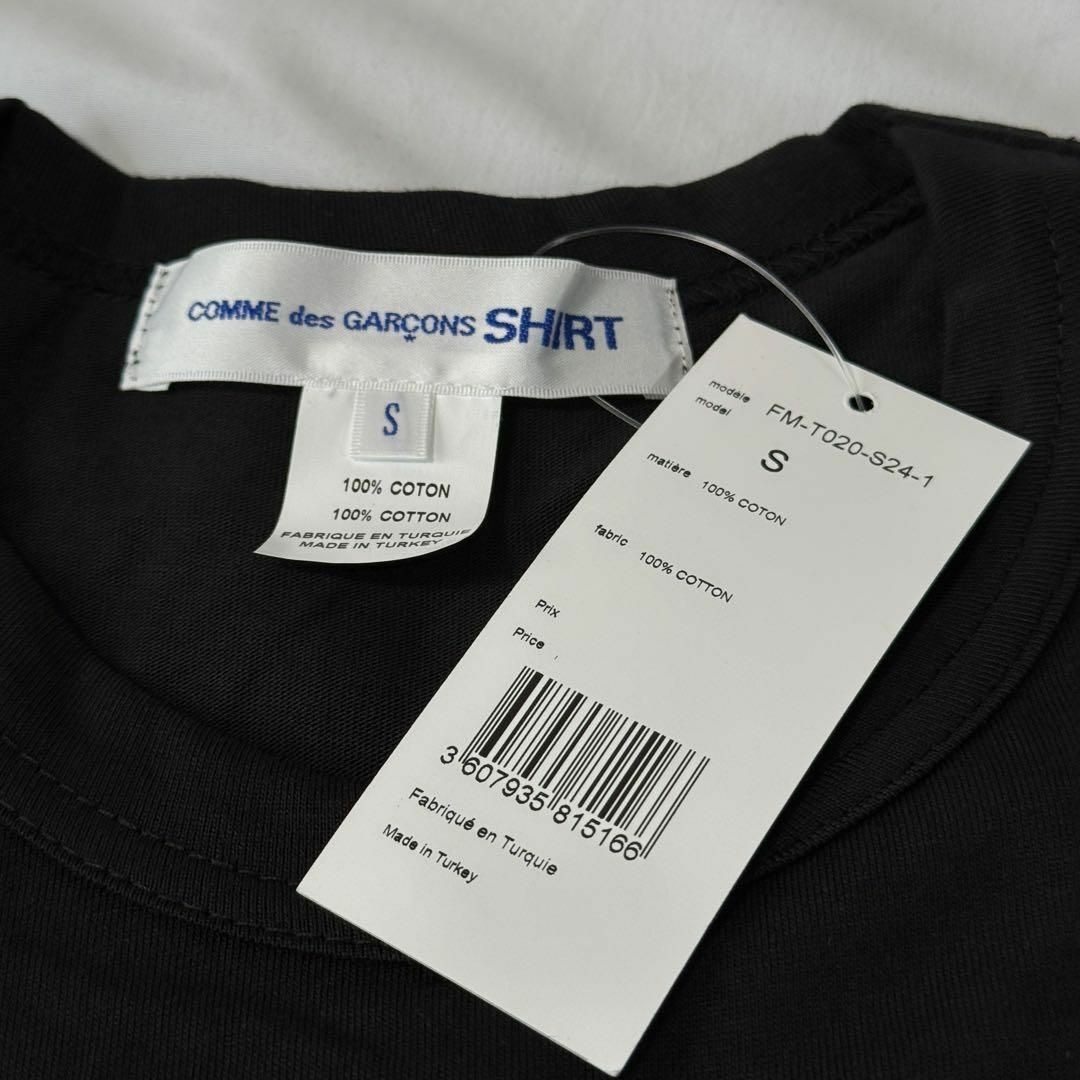 COMME des GARÇONS SHIRT
S
100% COTON
100% COTTON
FABRIQUE EN TURQUIE
MADE IN TURKEY
modèle
model FM-T020-S24-1
S
matière 100% COTON
fabric 100% COTTON
Prix
Price
3 607935 815166
Fabriqué en Turquie
Made in Turkey